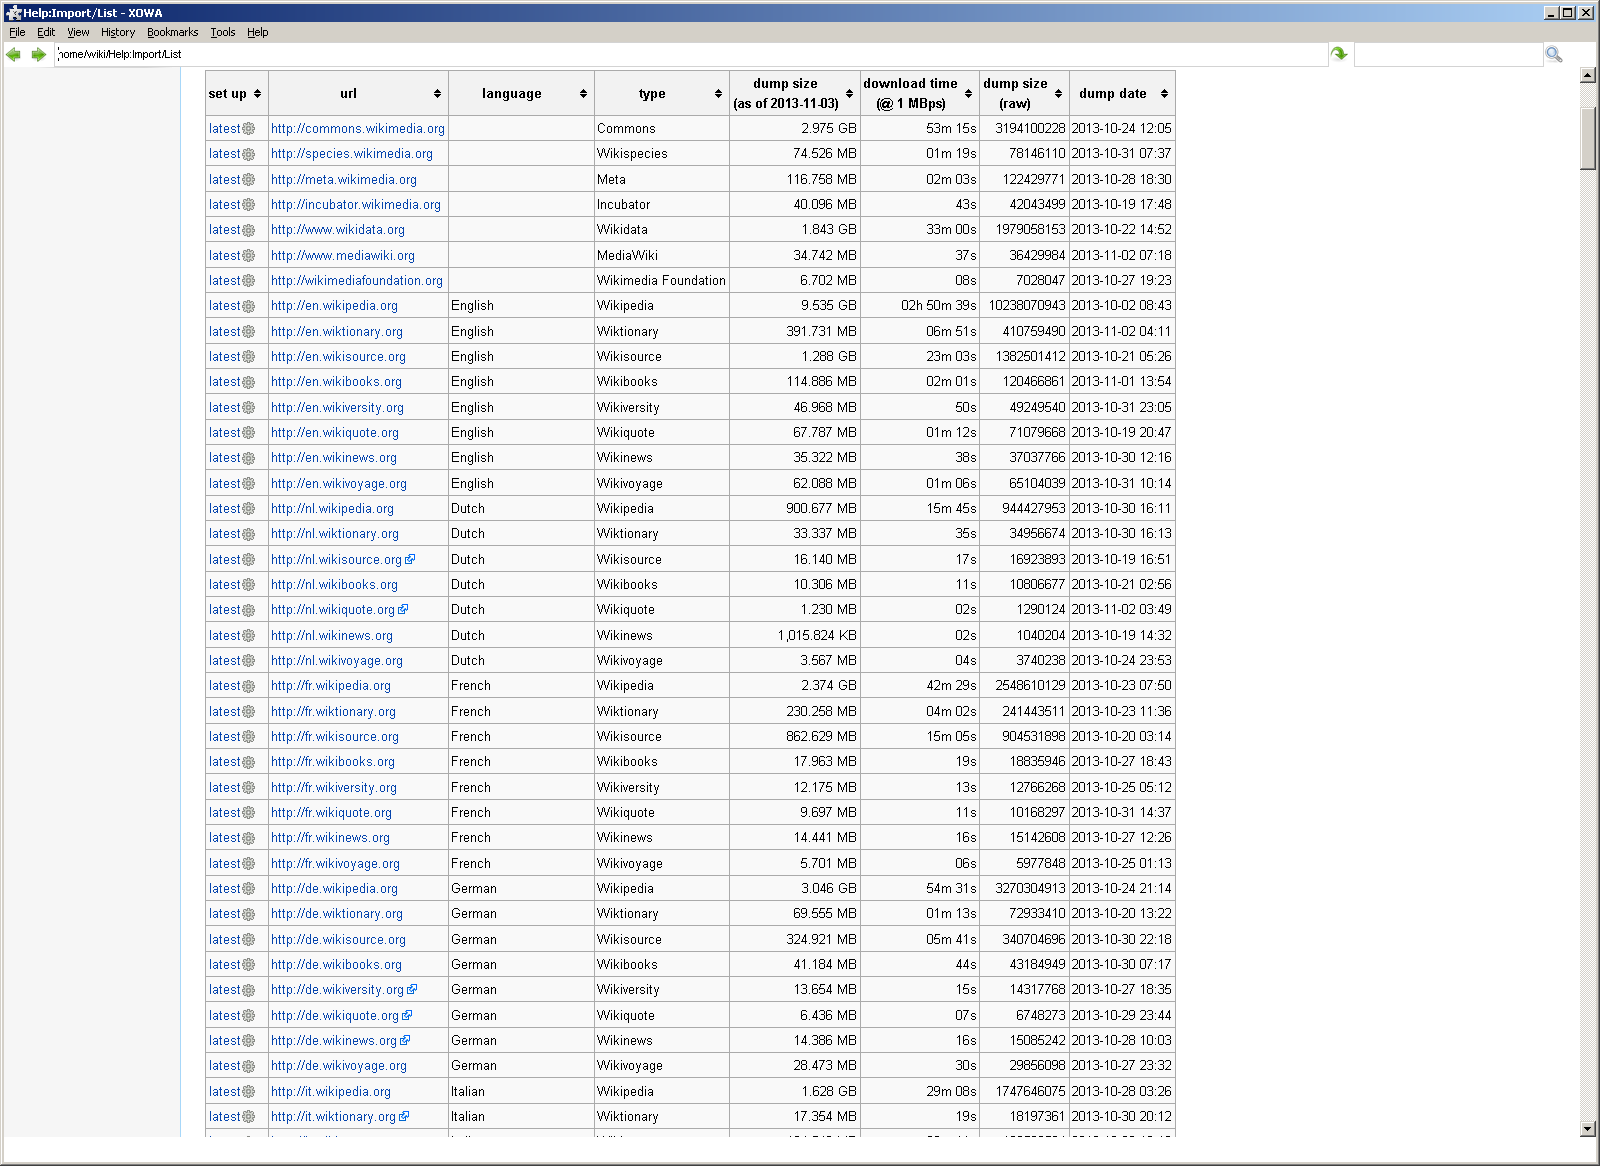 Help:Import/List - XOWA
File Edit View History Bookmarks Tools Help
home/wiki/Help:Import/List
set up url language type dump size (as of 2013-11-03) download time (@ 1 MBps) dump size (raw) dump date
latest http://commons.wikimedia.org Commons 2.975 GB 53m 15s 3194100228 2013-10-24 12:05
latest http://species.wikimedia.org Wikispecies 74.526 MB 01m 19s 78146110 2013-10-31 07:37
latest http://meta.wikimedia.org Meta 116.758 MB 02m 03s 122429771 2013-10-28 18:30
latest http://incubator.wikimedia.org Incubator 40.096 MB 43s 42043499 2013-10-19 17:48
latest http://www.wikidata.org Wikidata 1.843 GB 33m 00s 1979058153 2013-10-22 14:52
latest http://www.mediawiki.org MediaWiki 34.742 MB 37s 36429984 2013-11-02 07:18
latest http://wikimediafoundation.org Wikimedia Foundation 6.702 MB 08s 7028047 2013-10-27 19:23
latest http://en.wikipedia.org English Wikipedia 9.535 GB 02h 50m 39s 10238070943 2013-10-02 08:43
latest http://en.wiktionary.org English Wiktionary 391.731 MB 06m 51s 410759490 2013-11-02 04:11
latest http://en.wikisource.org English Wikisource 1.288 GB 23m 03s 1382501412 2013-10-21 05:26
latest http://en.wikibooks.org English Wikibooks 114.886 MB 02m 01s 120466861 2013-11-01 13:54
latest http://en.wikiversity.org English Wikiversity 46.968 MB 50s 49249540 2013-10-31 23:05
latest http://en.wikiquote.org English Wikiquote 67.787 MB 01m 12s 71079668 2013-10-19 20:47
latest http://en.wikinews.org English Wikinews 35.322 MB 38s 37037766 2013-10-30 12:16
latest http://en.wikivoyage.org English Wikivoyage 62.088 MB 01m 06s 65104039 2013-10-31 10:14
latest http://nl.wikipedia.org Dutch Wikipedia 900.677 MB 15m 45s 944427953 2013-10-30 16:11
latest http://nl.wiktionary.org Dutch Wiktionary 33.337 MB 35s 34956674 2013-10-30 16:13
latest http://nl.wikisource.org Dutch Wikisource 16.140 MB 17s 16923893 2013-10-19 16:51
latest http://nl.wikibooks.org Dutch Wikibooks 10.306 MB 11s 10806677 2013-10-21 02:56
latest http://nl.wikiquote.org Dutch Wikiquote 1.230 MB 02s 1290124 2013-11-02 03:49
latest http://nl.wikinews.org Dutch Wikinews 1,015.824 KB 02s 1040204 2013-10-19 14:32
latest http://nl.wikivoyage.org Dutch Wikivoyage 3.567 MB 04s 3740238 2013-10-24 23:53
latest http://fr.wikipedia.org French Wikipedia 2.374 GB 42m 29s 2548610129 2013-10-23 07:50
latest http://fr.wiktionary.org French Wiktionary 230.258 MB 04m 02s 241443511 2013-10-23 11:36
latest http://fr.wikisource.org French Wikisource 862.629 MB 15m 05s 904531898 2013-10-20 03:14
latest http://fr.wikibooks.org French Wikibooks 17.963 MB 19s 18835946 2013-10-27 18:43
latest http://fr.wikiversity.org French Wikiversity 12.175 MB 13s 12766268 2013-10-25 05:12
latest http://fr.wikiquote.org French Wikiquote 9.697 MB 11s 10168297 2013-10-31 14:37
latest http://fr.wikinews.org French Wikinews 14.441 MB 16s 15142608 2013-10-27 12:26
latest http://fr.wikivoyage.org French Wikivoyage 5.701 MB 06s 5977848 2013-10-25 01:13
latest http://de.wikipedia.org German Wikipedia 3.046 GB 54m 31s 3270304913 2013-10-24 21:14
latest http://de.wiktionary.org German Wiktionary 69.555 MB 01m 13s 72933410 2013-10-20 13:22
latest http://de.wikisource.org German Wikisource 324.921 MB 05m 41s 340704696 2013-10-30 22:18
latest http://de.wikibooks.org German Wikibooks 41.184 MB 44s 43184949 2013-10-30 07:17
latest http://de.wikiversity.org German Wikiversity 13.654 MB 15s 14317768 2013-10-27 18:35
latest http://de.wikiquote.org German Wikiquote 6.436 MB 07s 6748273 2013-10-29 23:44
latest http://de.wikinews.org German Wikinews 14.386 MB 16s 15085242 2013-10-28 10:03
latest http://de.wikivoyage.org German Wikivoyage 28.473 MB 30s 29856098 2013-10-27 23:32
latest http://it.wikipedia.org Italian Wikipedia 1.628 GB 29m 08s 1747646075 2013-10-28 03:26
latest http://it.wiktionary.org Italian Wiktionary 17.354 MB 19s 18197361 2013-10-30 20:12